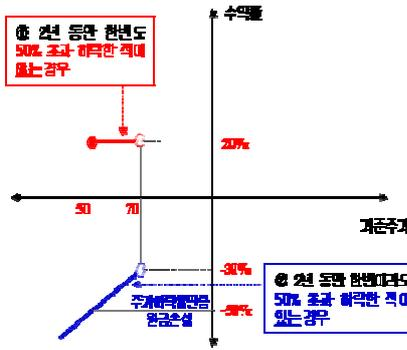 ① 2년 동안 한번도
50% 초과 하락한 적이
없는 경우
수익률
20%
50
70
기준주가
-30%
주가하락률만큼
원금손실
-50%
② 2년 동안 한번이라도
50% 초과 하락한 적이
있는 경우